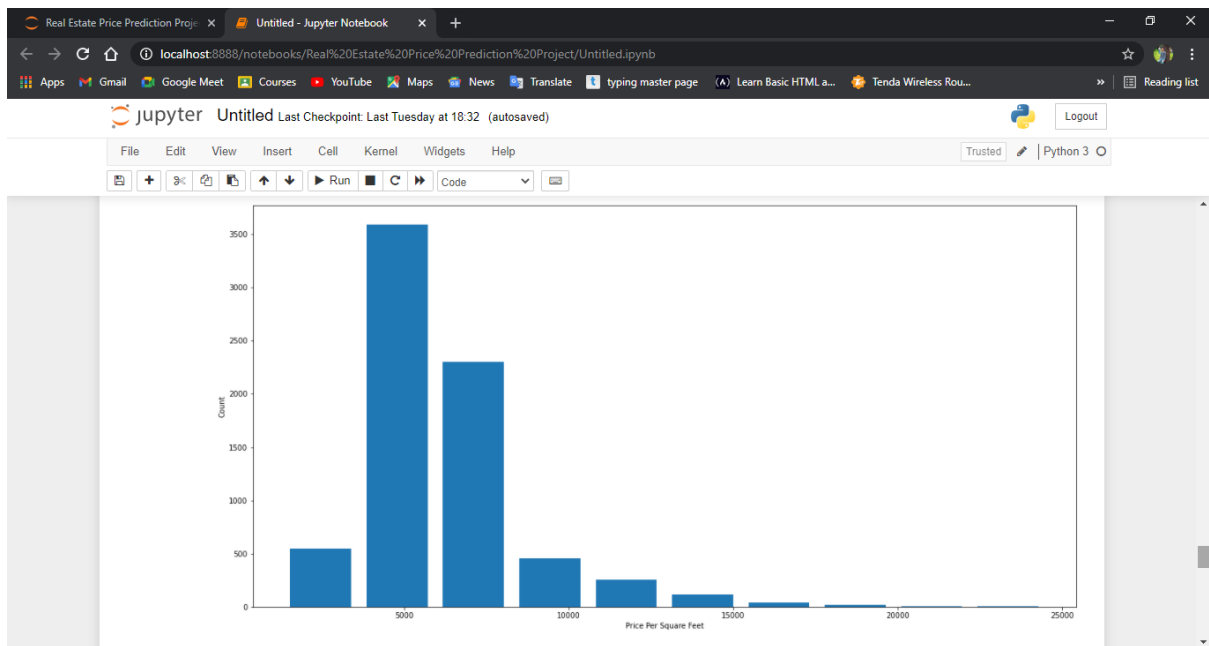 Real Estate Price Prediction Proje
Untitled - Jupyter Notebook
localhost:8888/notebooks/Real%20Estate%20Price%20Prediction%20Project/Untitled.ipynb
Apps Gmail Google Meet Courses YouTube Maps News Translate typing master page Learn Basic HTML a... Tenda Wireless Rou... » Reading list
jupyter Untitled Last Checkpoint: Last Tuesday at 18:32 (autosaved) Logout
File Edit View Insert Cell Kernel Widgets Help Trusted Python 3
Run Code
3500
3000
2500
2000
Count
1500
1000
500
0
5000 10000 15000 20000 25000
Price Per Square Feet